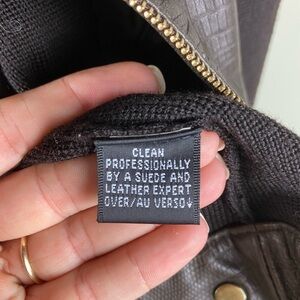 CLEAN
PROFESSIONALLY
BY A SUEDE AND
LEATHER EXPERT
OVER/AU VERSO↓